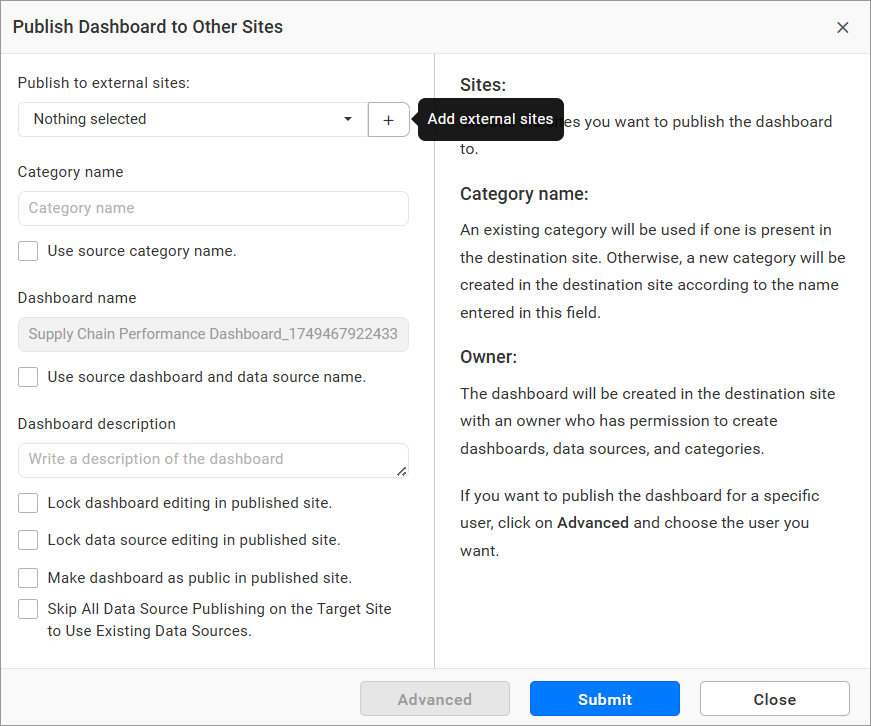 Publish Dashboard to Other Sites
Publish to external sites:
Nothing selected
+
Add external sites
Category name
Category name
Use source category name.
Dashboard name
Supply Chain Performance Dashboard_1749467922433
Use source dashboard and data source name.
Dashboard description
Write a description of the dashboard
Lock dashboard editing in published site.
Lock data source editing in published site.
Make dashboard as public in published site.
Skip All Data Source Publishing on the Target Site
to Use Existing Data Sources.
Sites:
you want to publish the dashboard
to.
Category name:
An existing category will be used if one is present in
the destination site. Otherwise, a new category will be
created in the destination site according to the name
entered in this field.
Owner:
The dashboard will be created in the destination site
with an owner who has permission to create
dashboards, data sources, and categories.
If you want to publish the dashboard for a specific
user, click on Advanced and choose the user you
want.
Advanced
Submit
Close